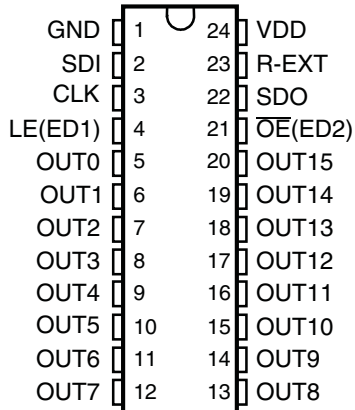 GND 1 24 VDD
SDI 2 23 R-EXT
CLK 3 22 SDO
LE(ED1) 4 21 O̅E̅(ED2)
OUT0 5 20 OUT15
OUT1 6 19 OUT14
OUT2 7 18 OUT13
OUT3 8 17 OUT12
OUT4 9 16 OUT11
OUT5 10 15 OUT10
OUT6 11 14 OUT9
OUT7 12 13 OUT8